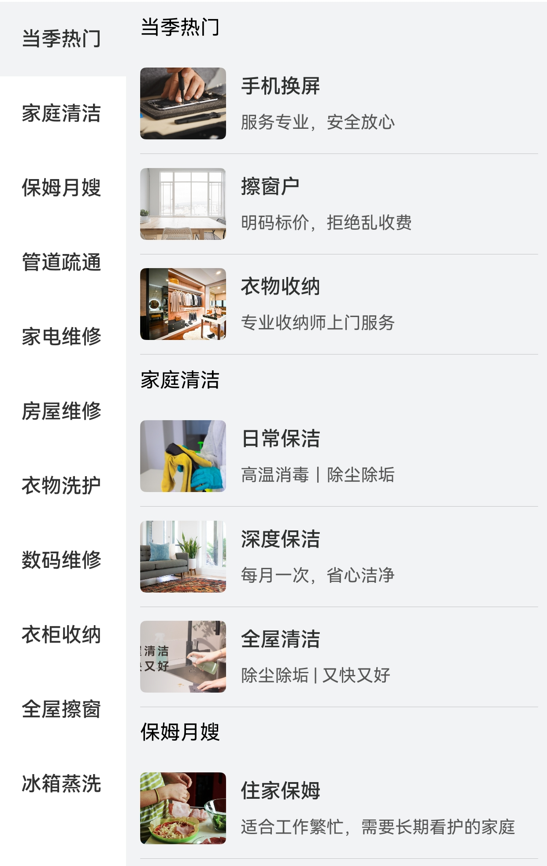 当季热门
家庭清洁
保姆月嫂
管道疏通
家电维修
房屋维修
衣物洗护
数码维修
衣柜收纳
全屋擦窗
冰箱蒸洗
当季热门
手机换屏
服务专业，安全放心
擦窗户
明码标价，拒绝乱收费
衣物收纳
专业收纳师上门服务
家庭清洁
日常保洁
高温消毒丨除尘除垢
深度保洁
每月一次，省心洁净
清洁
又好
全屋清洁
除尘除垢 | 又快又好
保姆月嫂
住家保姆
适合工作繁忙，需要长期看护的家庭